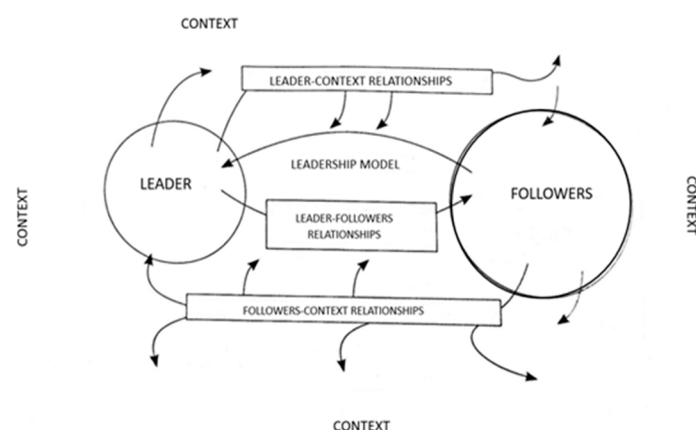 CONTEXT
LEADER-CONTEXT RELATIONSHIPS
LEADERSHIP MODEL
LEADER
FOLLOWERS
CONTEXT
CONTEXT
LEADER-FOLLOWERS
RELATIONSHIPS
FOLLOWERS-CONTEXT RELATIONSHIPS
CONTEXT